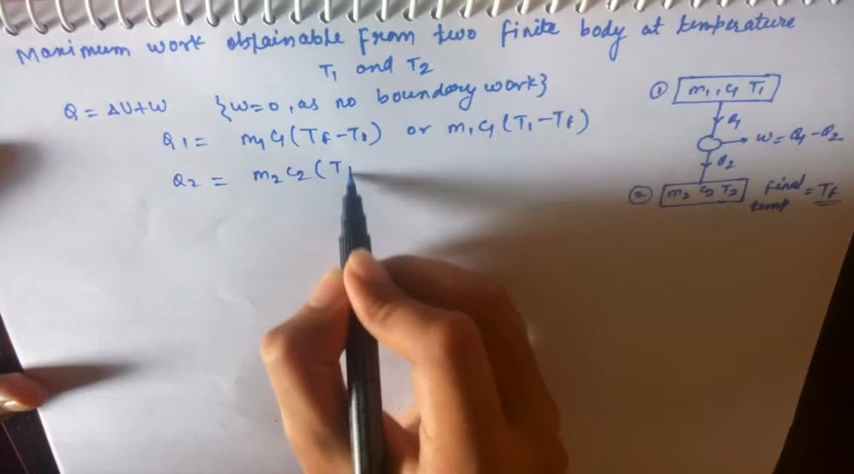 Maximum work obtainable from two finite body at temperature
T1 and T2
Q = ΔU+W {W=0, as no boundary work}
Q1 = m1C1(TF-T1) or m1C1(T1-TF)
Q2 = m2C2(T
① m1, C1 T1
Q1
W = Q1-Q2
Q2
② m2 C2 T2
Final temp = TF